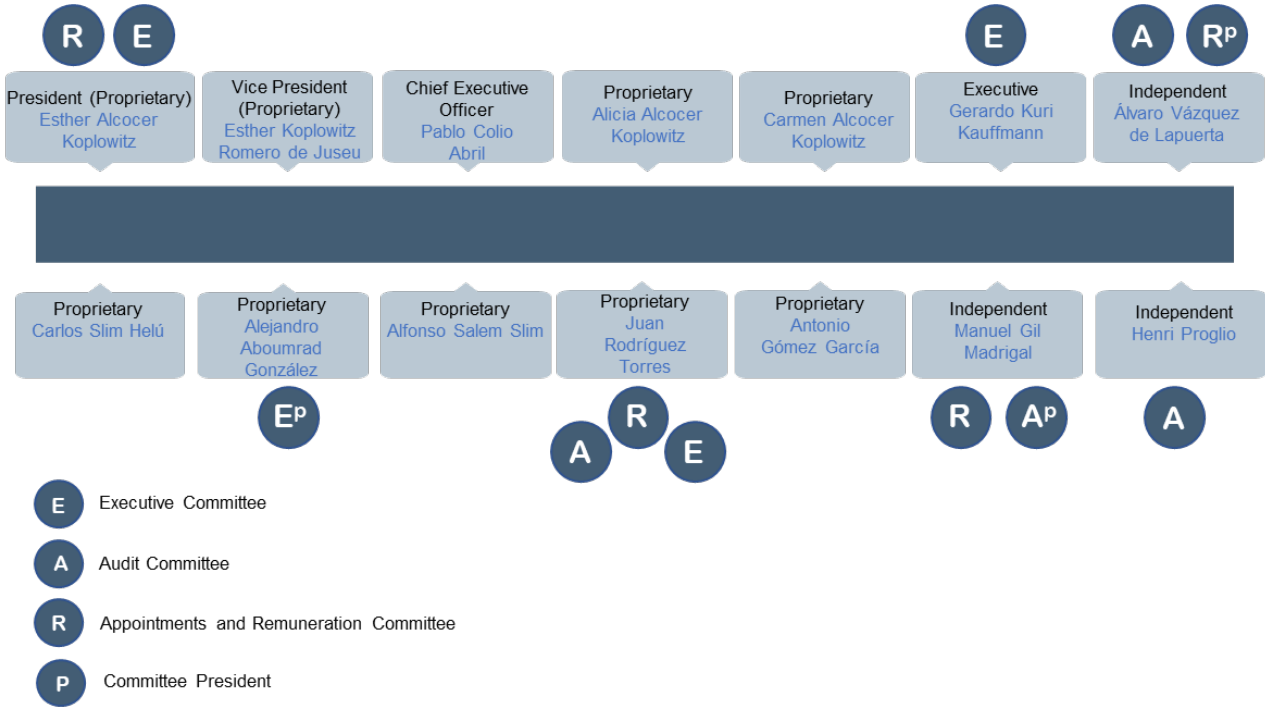 R E E A Rᵖ
President (Proprietary)
Esther Alcocer
Koplowitz
Vice President
(Proprietary)
Esther Koplowitz
Romero de Juseu
Chief Executive
Officer
Pablo Colio
Abril
Proprietary
Alicia Alcocer
Koplowitz
Proprietary
Carmen Alcocer
Koplowitz
Executive
Gerardo Kuri
Kauffmann
Independent
Álvaro Vázquez
de Lapuerta
Proprietary
Carlos Slim Helú
Proprietary
Alejandro
Aboumrad
González
Proprietary
Alfonso Salem Slim
Proprietary
Juan
Rodríguez
Torres
Proprietary
Antonio
Gómez García
Independent
Manuel Gil
Madrigal
Independent
Henri Proglio
Eᵖ A R E R Aᵖ A
E Executive Committee
A Audit Committee
R Appointments and Remuneration Committee
P Committee President